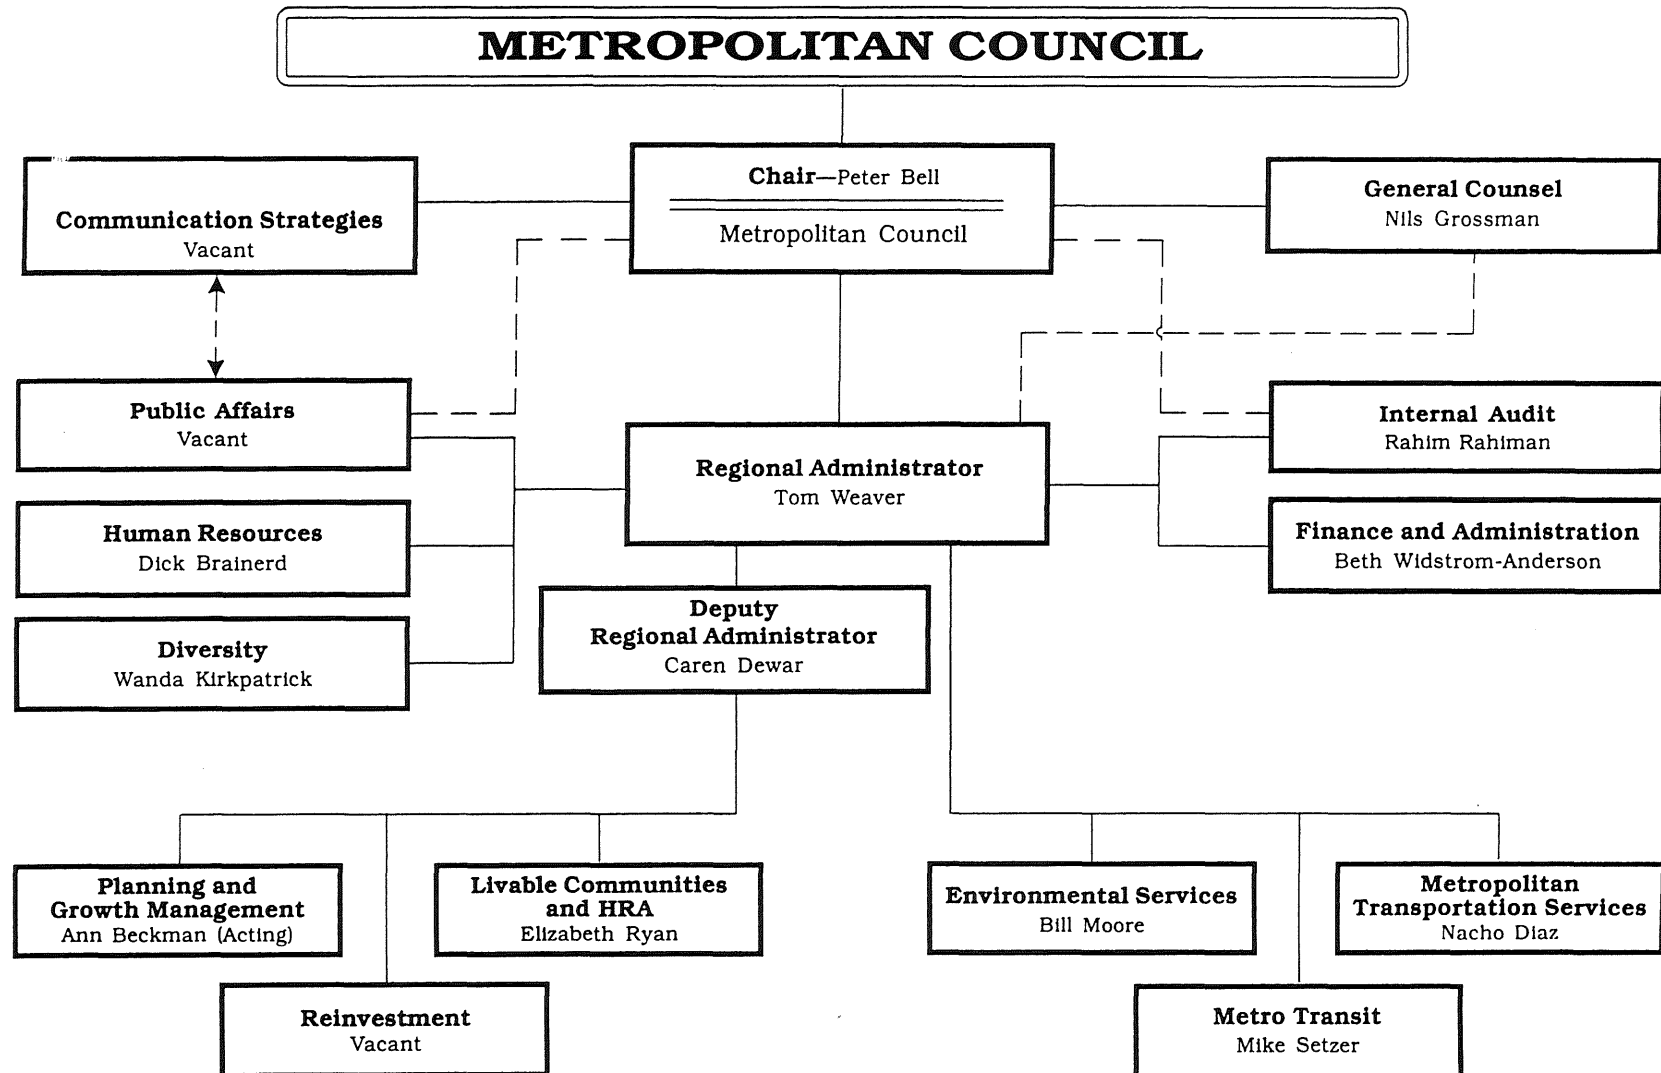 METROPOLITAN COUNCIL
Chair—Peter Bell
Metropolitan Council
Communication Strategies
Vacant
General Counsel
Nils Grossman
Public Affairs
Vacant
Internal Audit
Rahim Rahiman
Regional Administrator
Tom Weaver
Human Resources
Dick Brainerd
Finance and Administration
Beth Widstrom-Anderson
Deputy
Regional Administrator
Caren Dewar
Diversity
Wanda Kirkpatrick
Planning and
Growth Management
Ann Beckman (Acting)
Livable Communities
and HRA
Elizabeth Ryan
Environmental Services
Bill Moore
Metropolitan
Transportation Services
Nacho Diaz
Reinvestment
Vacant
Metro Transit
Mike Setzer